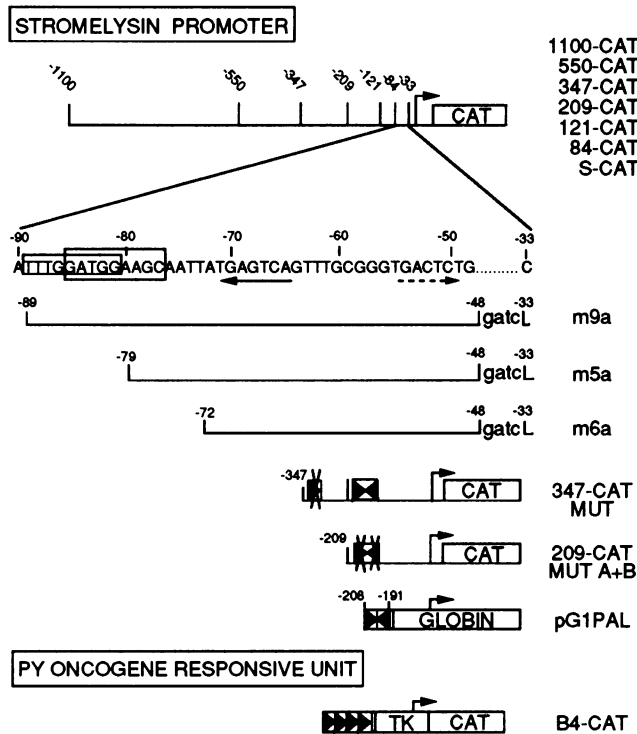 STROMELYSIN PROMOTER
-1100 -550 -347 -209 -121 -84 -33
CAT
1100-CAT
550-CAT
347-CAT
209-CAT
121-CAT
84-CAT
S-CAT
-90 -80 -70 -60 -50 -33
ATTTGGATGGAAGCAATTATGAGTCAGTTTGCGGGTGACTCTG.......... C
-89 -48 -33
gatcL m9a
-79 -48 -33
gatcL m5a
-72 -48 -33
gatcL m6a
-347 CAT 347-CAT
MUT
-209 CAT 209-CAT
MUT A+B
-208 -191
GLOBIN pG1PAL
PY ONCOGENE RESPONSIVE UNIT
TK CAT B4-CAT